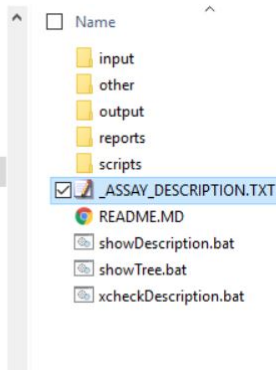 Name
input
other
output
reports
scripts
_ASSAY_DESCRIPTION.TXT
README.MD
showDescription.bat
showTree.bat
xcheckDescription.bat